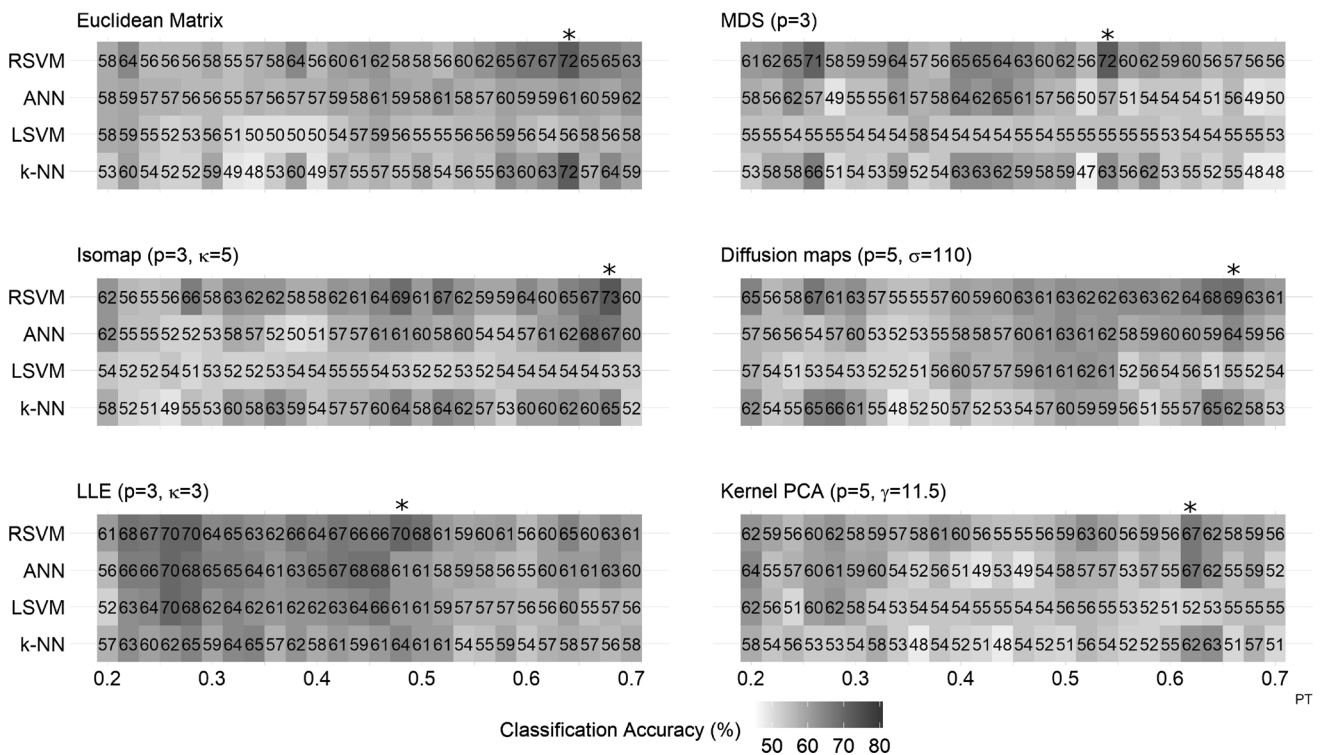 Euclidean Matrix
*
RSVM 58 64 56 56 56 58 55 57 58 64 56 60 61 62 58 58 56 60 62 65 67 67 72 65 65 63
ANN 58 59 57 57 56 56 55 57 56 57 57 59 58 61 59 58 61 58 57 60 59 59 61 60 59 62
LSVM 58 59 55 52 53 56 51 50 50 50 50 54 57 59 56 55 55 56 56 59 56 54 56 58 56 58
k-NN 53 60 54 52 52 59 49 48 53 60 49 57 55 57 55 58 54 56 55 63 60 63 72 57 64 59
MDS (p=3)
*
61 62 65 71 58 59 59 64 57 56 65 65 64 63 60 62 56 72 60 62 59 60 56 57 56 56
58 56 62 57 49 55 55 61 57 58 64 62 65 61 57 56 50 57 51 54 54 54 51 56 49 50
55 55 54 55 55 54 54 54 58 54 54 54 54 55 54 55 55 55 55 55 53 54 54 55 55 53
53 58 58 66 51 54 53 59 52 54 63 63 62 59 58 59 47 63 56 62 53 55 52 55 48 48
Isomap (p=3, κ=5)
*
RSVM 62 56 55 56 66 58 63 62 62 58 58 62 61 64 69 61 67 62 59 59 64 60 65 67 73 60
ANN 62 55 55 52 52 53 58 57 52 50 51 57 57 61 61 60 58 60 54 54 57 61 62 68 67 60
LSVM 54 52 52 54 51 53 52 52 53 54 54 55 55 54 53 52 52 53 52 54 54 54 54 54 53 53
k-NN 58 52 51 49 55 53 60 58 63 59 54 57 57 60 64 58 64 62 57 53 60 60 62 60 65 52
Diffusion maps (p=5, σ=110)
*
65 56 58 67 61 63 57 55 55 57 60 59 60 63 61 63 62 62 63 63 62 64 68 69 63 61
57 56 56 54 57 60 53 52 53 55 58 58 57 60 61 63 61 62 58 59 60 60 59 64 59 56
57 54 51 53 54 53 52 52 51 56 60 57 57 59 61 61 62 61 52 56 54 56 51 55 52 54
62 54 55 65 66 61 55 48 52 50 57 52 53 54 57 60 59 59 56 51 55 57 65 62 58 53
LLE (p=3, κ=3)
*
RSVM 61 68 67 70 70 64 65 63 62 66 64 67 66 66 70 68 61 59 60 61 56 60 65 60 63 61
ANN 56 66 66 70 68 65 65 64 61 63 65 67 68 68 61 61 58 59 58 56 55 60 61 61 63 60
LSVM 52 63 64 70 68 62 64 62 61 62 62 63 64 66 61 61 59 57 57 57 56 56 60 55 57 56
k-NN 57 63 60 62 65 59 64 65 57 62 58 61 59 61 64 61 61 54 55 59 54 57 58 57 56 58
0.2 0.3 0.4 0.5 0.6 0.7
Kernel PCA (p=5, γ=11.5)
*
62 59 56 60 62 58 59 57 58 61 60 56 55 55 56 59 63 60 56 59 56 67 62 58 59 56
64 55 57 60 61 59 60 54 52 56 51 49 53 49 54 58 57 57 53 57 55 67 62 55 59 52
62 56 51 60 62 58 54 53 54 54 54 55 55 54 54 56 56 55 53 52 51 52 53 55 55 55
58 54 56 53 53 54 58 53 48 54 52 51 48 54 52 51 56 54 52 52 55 62 63 51 57 51
0.2 0.3 0.4 0.5 0.6 0.7
PT
Classification Accuracy (%)
50 60 70 80